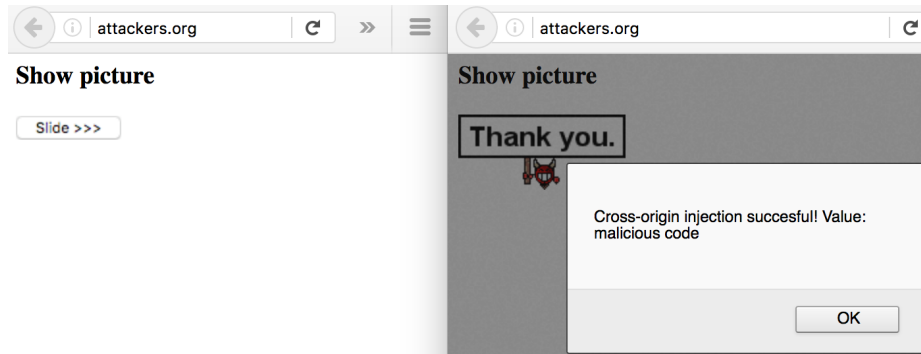 attackers.org
Show picture
Slide >>>
attackers.org
Show picture
Thank you.
Cross-origin injection succesful! Value:
malicious code
OK